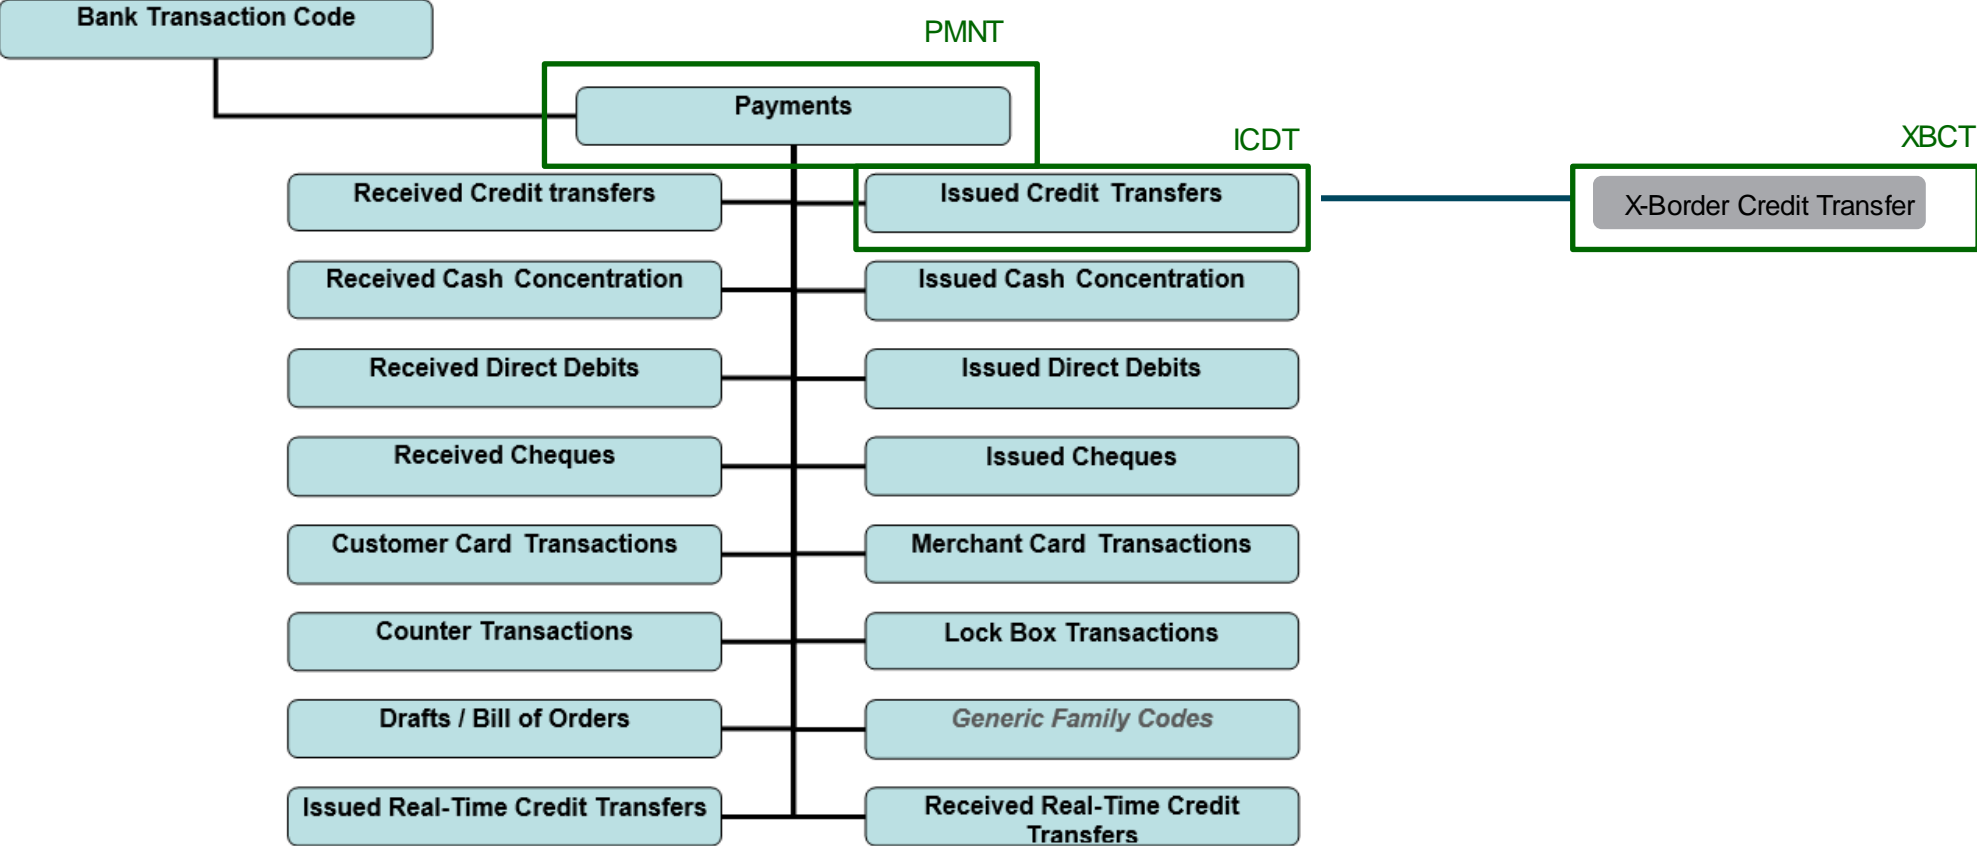 Bank Transaction Code
PMNT
Payments
ICDT
XBCT
Received Credit transfers
Issued Credit Transfers
X-Border Credit Transfer
Received Cash Concentration
Issued Cash Concentration
Received Direct Debits
Issued Direct Debits
Received Cheques
Issued Cheques
Customer Card Transactions
Merchant Card Transactions
Counter Transactions
Lock Box Transactions
Drafts / Bill of Orders
Generic Family Codes
Issued Real-Time Credit Transfers
Received Real-Time Credit
Transfers